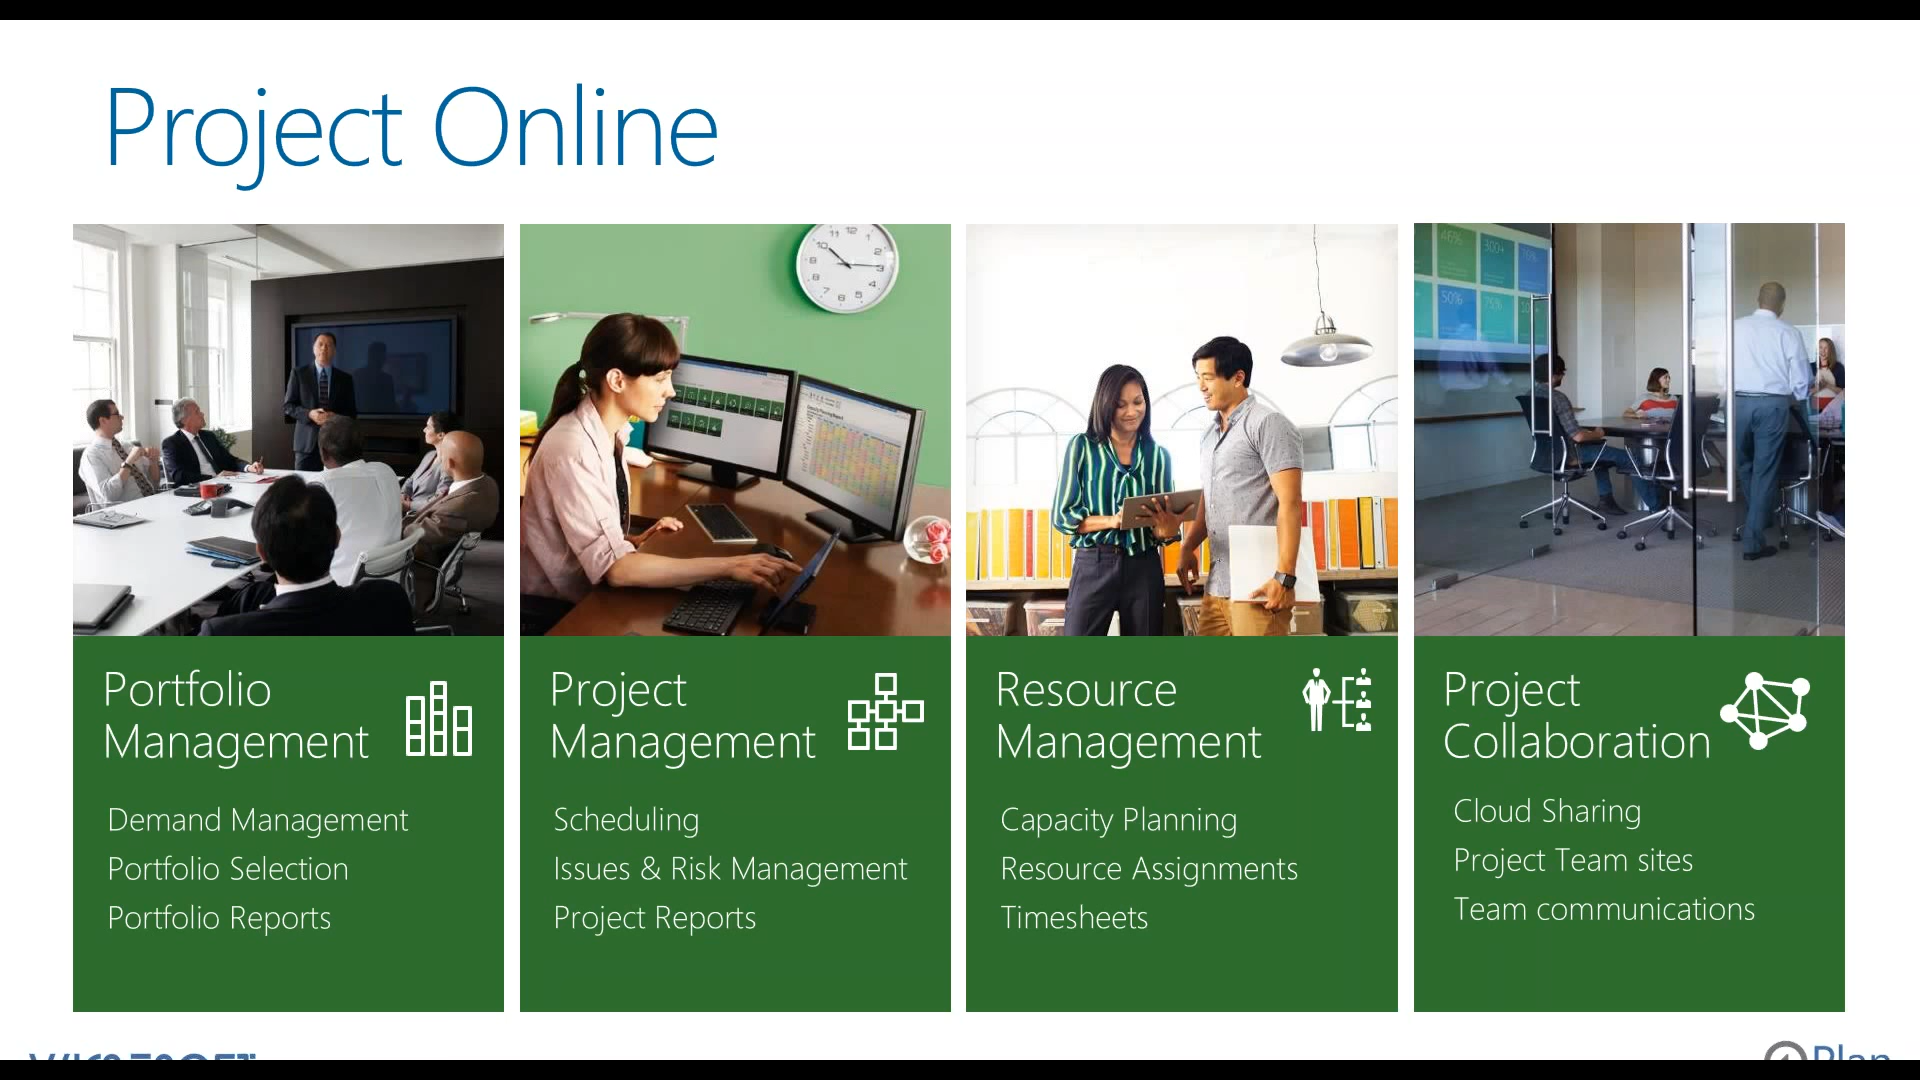 Project Online
Portfolio
Management
Demand Management
Portfolio Selection
Portfolio Reports
Project
Management
Scheduling
Issues & Risk Management
Project Reports
Resource
Management
Capacity Planning
Resource Assignments
Timesheets
Project
Collaboration
Cloud Sharing
Project Team sites
Team communications
Plan